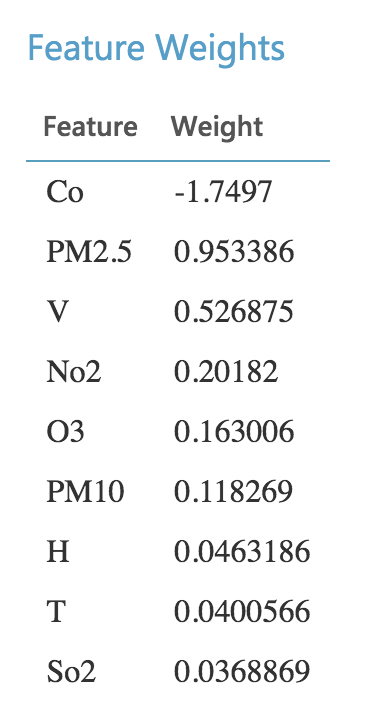 Feature Weights
Feature Weight
Co -1.7497
PM2.5 0.953386
V 0.526875
No2 0.20182
O3 0.163006
PM10 0.118269
H 0.0463186
T 0.0400566
So2 0.0368869